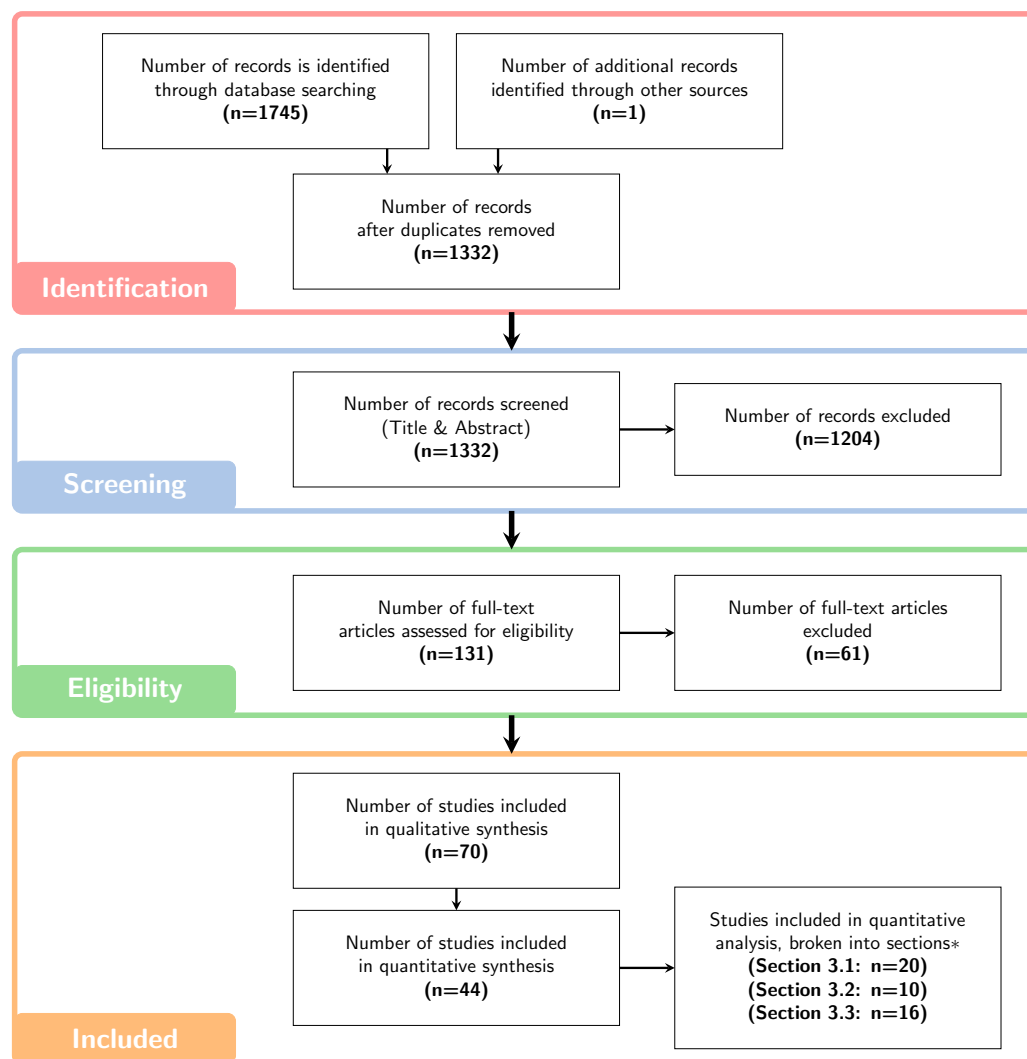 Number of records is identified
through database searching
(n=1745)
Number of additional records
identified through other sources
(n=1)
Number of records
after duplicates removed
(n=1332)
Identification
Number of records screened
(Title & Abstract)
(n=1332)
Number of records excluded
(n=1204)
Screening
Number of full-text
articles assessed for eligibility
(n=131)
Number of full-text articles
excluded
(n=61)
Eligibility
Number of studies included
in qualitative synthesis
(n=70)
Number of studies included
in quantitative synthesis
(n=44)
Studies included in quantitative
analysis, broken into sections*
(Section 3.1: n=20)
(Section 3.2: n=10)
(Section 3.3: n=16)
Included